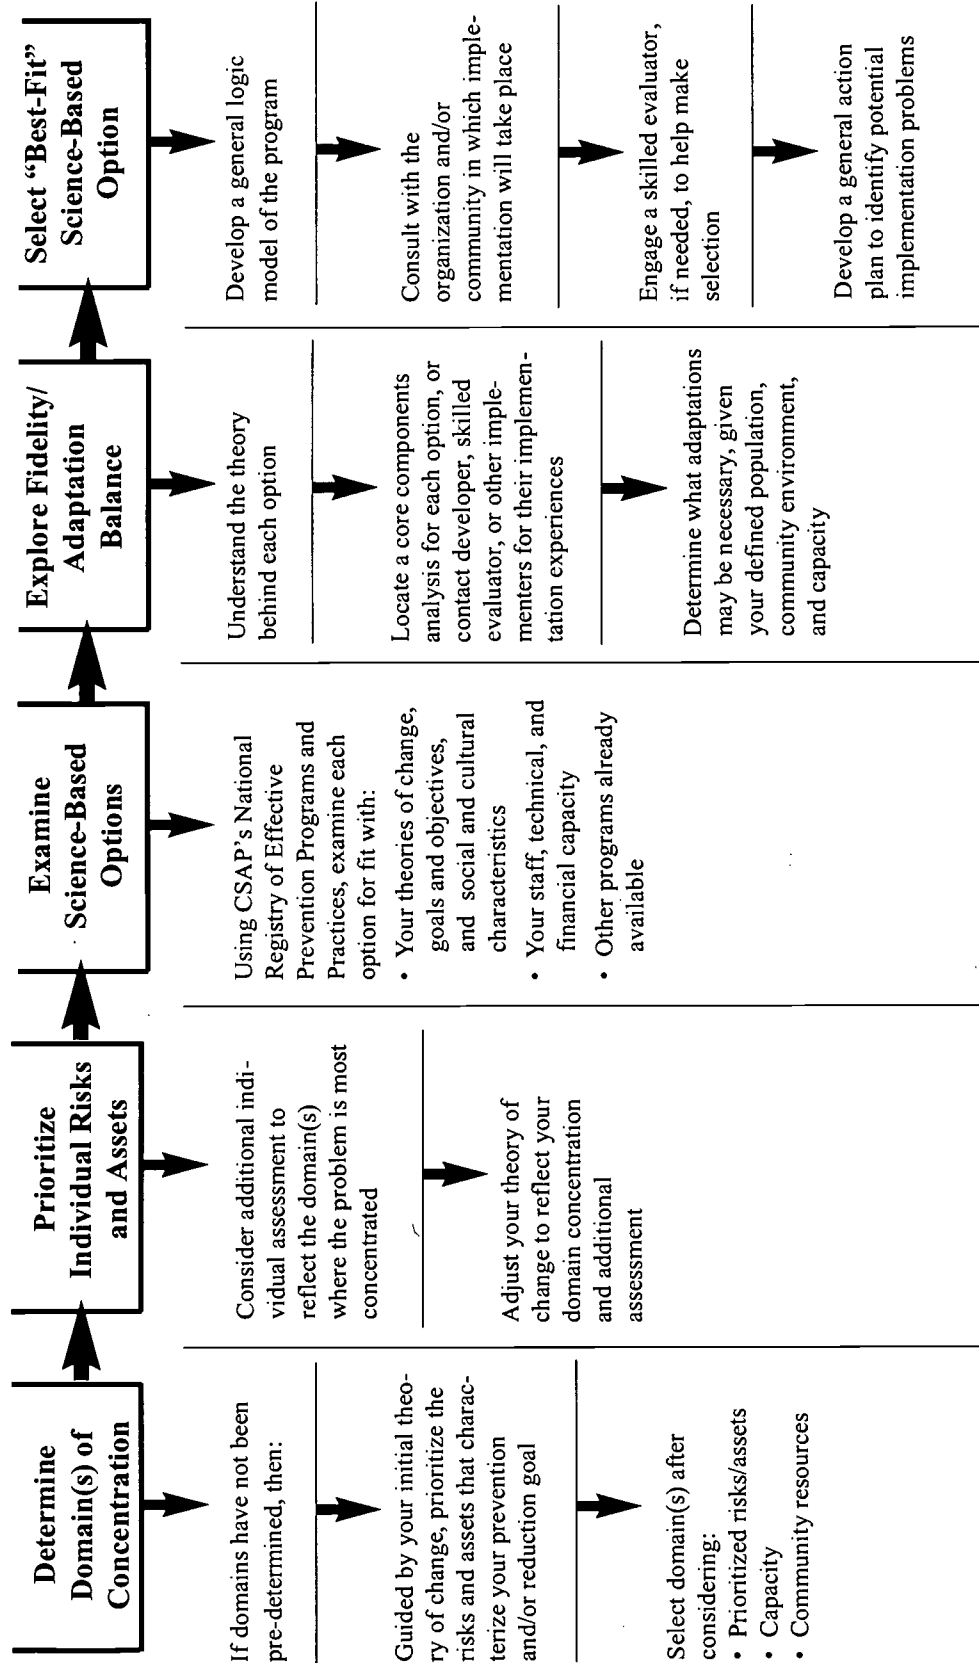 Determine
Domain(s) of
Concentration
If domains have not been
pre-determined, then:
Guided by your initial theo-
ry of change, prioritize the
risks and assets that charac-
terize your prevention
and/or reduction goal
Select domain(s) after
considering:
• Prioritized risks/assets
• Capacity
• Community resources
Prioritize
Individual Risks
and Assets
Consider additional indi-
vidual assessment to
reflect the domain(s)
where the problem is most
concentrated
Adjust your theory of
change to reflect your
domain concentration
and additional
assessment
Examine
Science-Based
Options
Using CSAP's National
Registry of Effective
Prevention Programs and
Practices, examine each
option for fit with:
• Your theories of change,
goals and objectives,
and social and cultural
characteristics
• Your staff, technical, and
financial capacity
• Other programs already
available
Explore Fidelity/
Adaptation
Balance
Understand the theory
behind each option
Locate a core components
analysis for each option, or
contact developer, skilled
evaluator, or other imple-
menters for their implemen-
tation experiences
Determine what adaptations
may be necessary, given
your defined population,
community environment,
and capacity
Select “Best-Fit”
Science-Based
Option
Develop a general logic
model of the program
Consult with the
organization and/or
community in which imple-
mentation will take place
Engage a skilled evaluator,
if needed, to help make
selection
Develop a general action
plan to identify potential
implementation problems